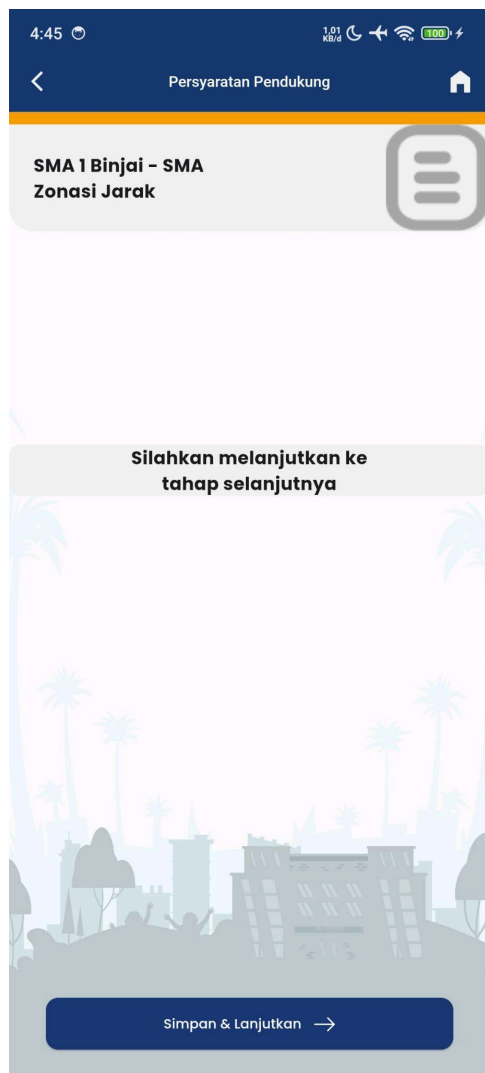 4:45
1,01
KB/d
100
Persyaratan Pendukung
SMA 1 Binjai - SMA
Zonasi Jarak
Silahkan melanjutkan ke
tahap selanjutnya
Simpan & Lanjutkan